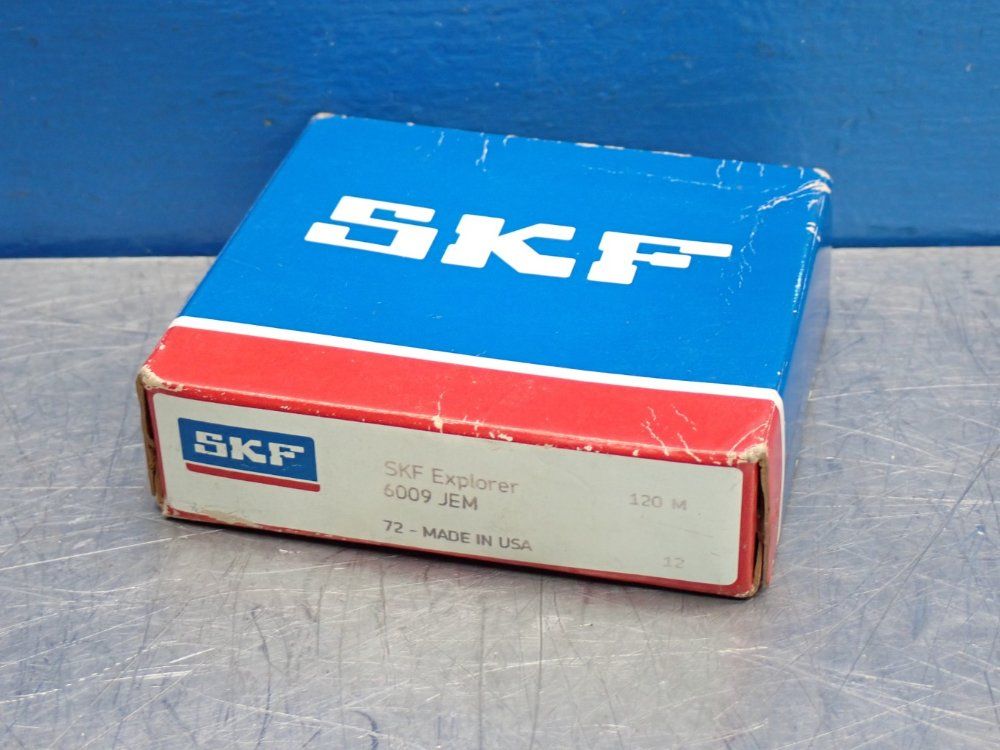 SKF
SKF
SKF Explorer
6009 JEM
120 M
72 - MADE IN USA
12